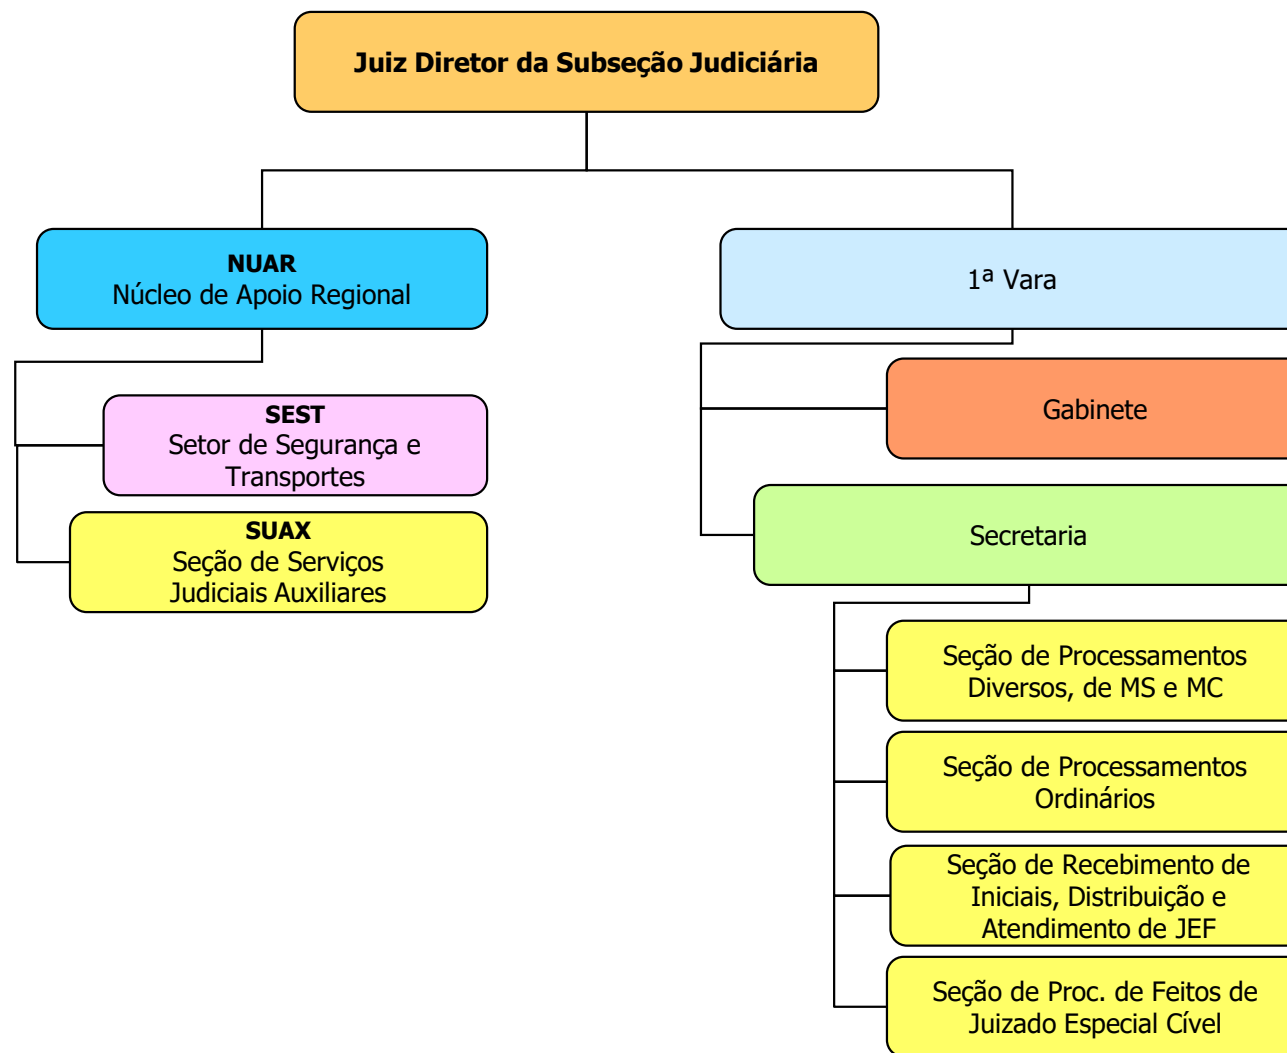 Juiz Diretor da Subseção Judiciária
NUAR
Núcleo de Apoio Regional
SEST
Setor de Segurança e
Transportes
SUAX
Seção de Serviços
Judiciais Auxiliares
1ª Vara
Gabinete
Secretaria
Seção de Processamentos
Diversos, de MS e MC
Seção de Processamentos
Ordinários
Seção de Recebimento de
Iniciais, Distribuição e
Atendimento de JEF
Seção de Proc. de Feitos de
Juizado Especial Cível